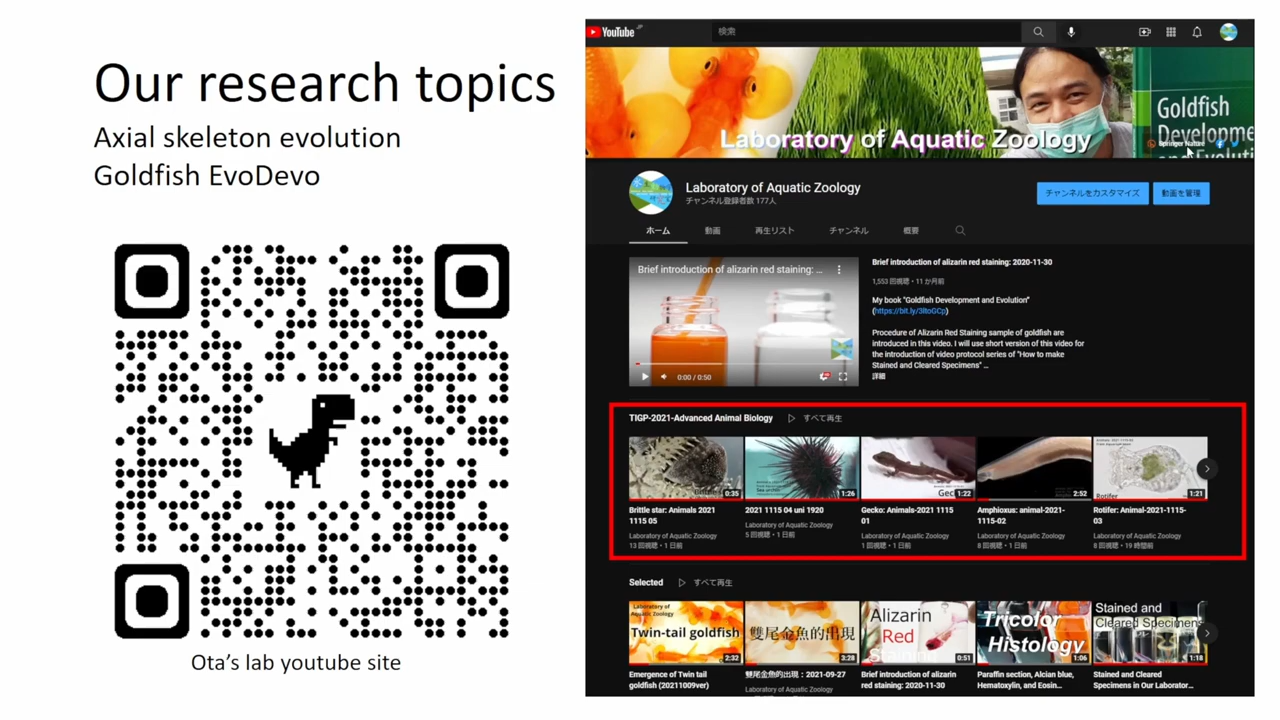 Our research topics
Axial skeleton evolution
Goldfish EvoDevo
Ota's lab youtube site
YouTube JP
検索
Laboratory of Aquatic Zoology
Goldfish
Developme
and Evolution
Springer Nature
Laboratory of Aquatic Zoology
チャンネル登録者数 177人
チャンネルをカスタマイズ
動画を管理
ホーム
動画
再生リスト
チャンネル
概要
Brief introduction of alizarin red staining: ...
0:00 / 0:50
Brief introduction of alizarin red staining: 2020-11-30
1,553 回視聴・11 か月前
My book "Goldfish Development and Evolution"
(https://bit.ly/3ltoGCp)
Procedure of Alizarin Red Staining sample of goldfish are
introduced in this video. I will use short version of this video for
the introduction of video protocol series of "How to make
Stained and Cleared Specimens" ...
詳細
TIGP-2021-Advanced Animal Biology
すべて再生
0:35
Brittle star: Animals 2021
1115 05
Laboratory of Aquatic Zoology
13 回視聴・1 日前
Sea urchin
1:26
2021 1115 04 uni 1920
Laboratory of Aquatic Zoology
5 回視聴・1 日前
Gec
1:22
Gecko: Animals-2021 1115
01
Laboratory of Aquatic Zoology
1 回視聴・1 日前
2:52
Amphioxus: animal-2021-
1115-02
Laboratory of Aquatic Zoology
8 回視聴・1 日前
Rotifer
1:21
Rotifer: Animal-2021-1115-
03
Laboratory of Aquatic Zoology
8 回視聴・19 時間前
Selected
すべて再生
Laboratory of
Aquatic Zoology
Twin-tail goldfish
2:32
Emergence of Twin tail
goldfish (20211009ver)
雙尾金魚的出現
3:28
雙尾金魚的出現：2021-09-27
Laboratory of Aquatic Zoology
Alizarin
Red
Staining
0:51
Brief introduction of alizarin
red staining: 2020-11-30
Tricolor
Histology
1:06
Paraffin section, Alcian blue,
Hematoxylin, and Eosin...
Stained and
Cleared Specimens
1:18
Stained and Cleared
Specimens in Our Laborator...